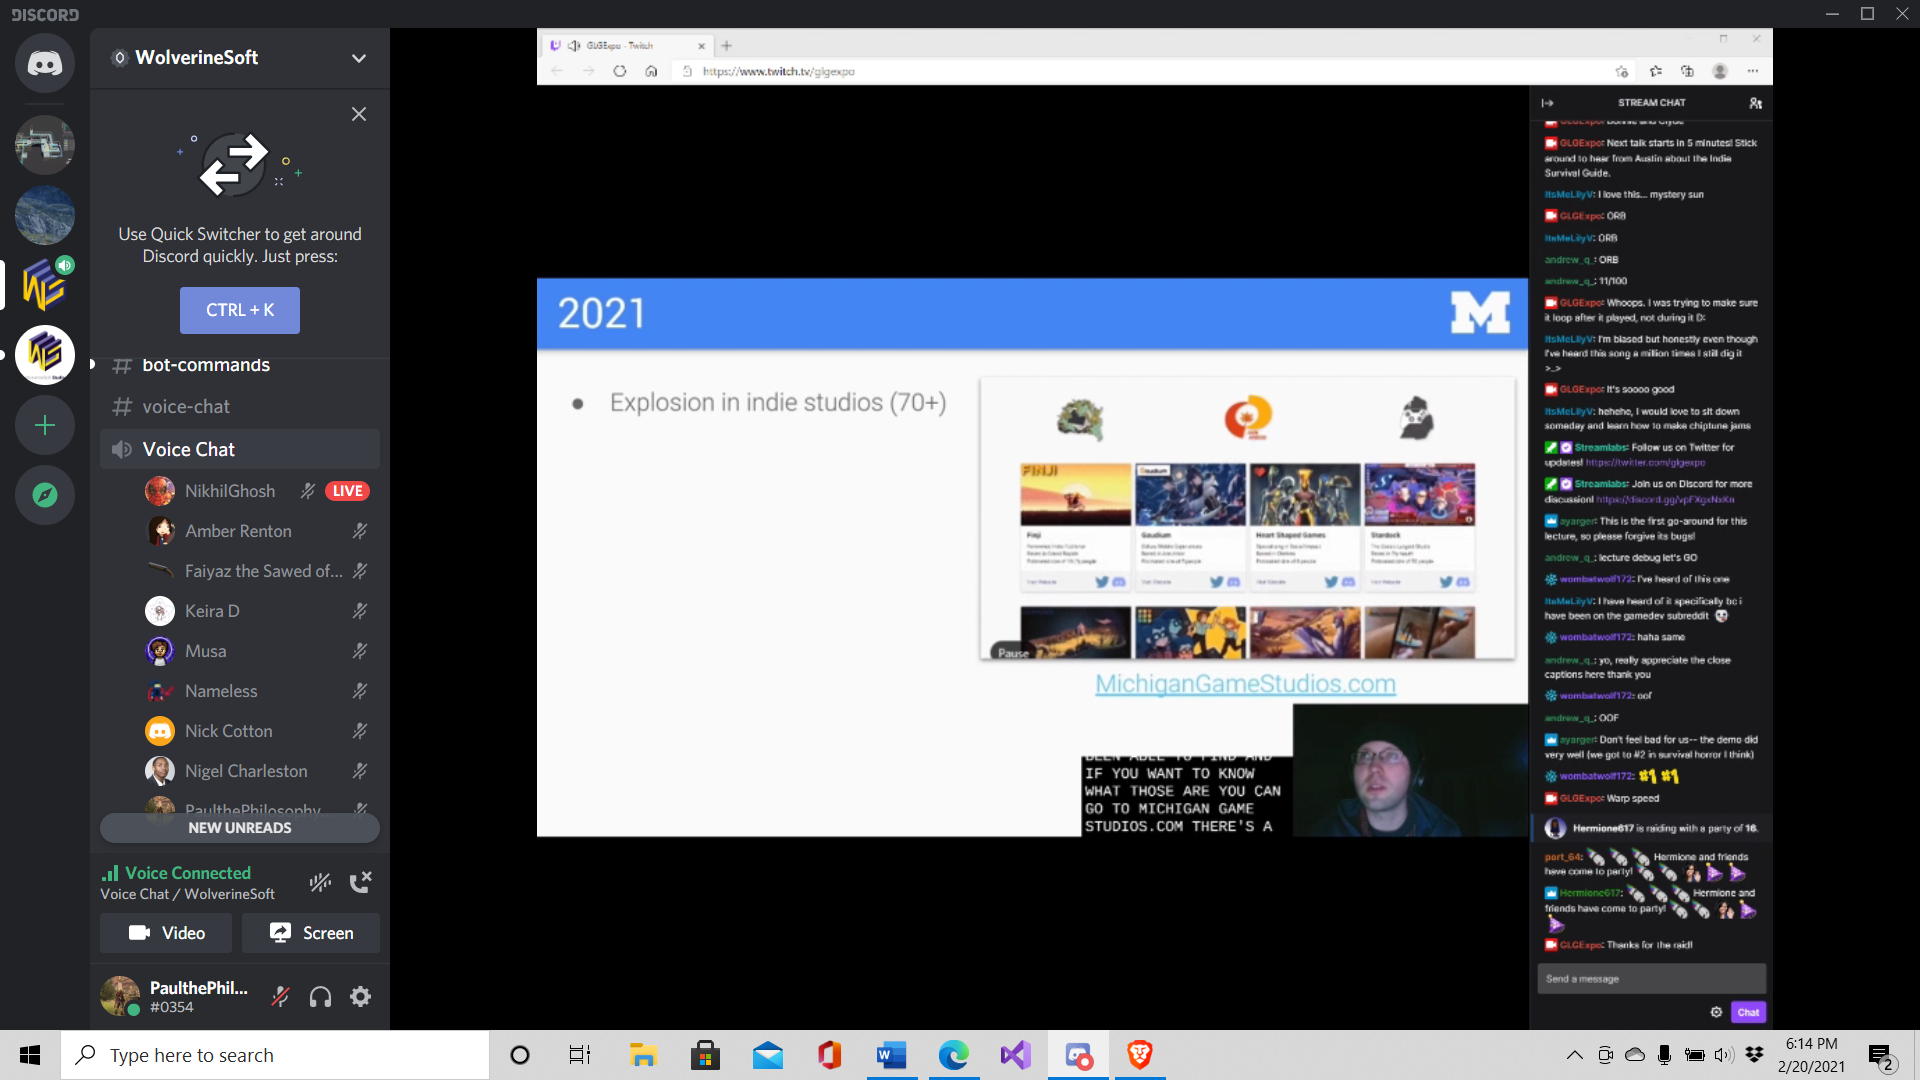 DISCORD
WolverineSoft
Use Quick Switcher to get around
Discord quickly. Just press:
CTRL + K
bot-commands
voice-chat
Voice Chat
NikhilGhosh
LIVE
Amber Renton
Faiyaz the Sawed of...
Keira D
Musa
Nameless
Nick Cotton
Nigel Charleston
PaulthePhilosophy
NEW UNREADS
Voice Connected
Voice Chat / WolverineSoft
Video
Screen
PaulthePhil...
#0354
GLGExpo - Twitch
https://www.twitch.tv/glgexpo
2021
M
Explosion in indie studios (70+)
FINJI
Finji
Gaudium
Heart Shaped Games
Stardock
Pause
MichiganGameStudios.com
BEEN ABLE TO FIND AND
IF YOU WANT TO KNOW
WHAT THOSE ARE YOU CAN
GO TO MICHIGAN GAME
STUDIOS.COM THERE'S A
STREAM CHAT
GLGExpo: Bonnie and Clyde
GLGExpo: Next talk starts in 5 minutes! Stick
around to hear from Austin about the Indie
Survival Guide.
ItsMeLilyV: I love this... mystery sun
GLGExpo: ORB
ItsMeLilyV: ORB
andrew_q_: ORB
andrew_q_: 11/100
GLGExpo: Whoops. I was trying to make sure
it loop after it played, not during it D:
ItsMeLilyV: I'm biased but honestly even though
I've heard this song a million times I still dig it
>_>
GLGExpo: It's soooo good
ItsMeLilyV: hehehe, I would love to sit down
someday and learn how to make chiptune jams
Streamlabs: Follow us on Twitter for
updates! https://twitter.com/glgexpo
Streamlabs: Join us on Discord for more
discussion! https://discord.gg/vpFXgxNxKn
ayarger: This is the first go-around for this
lecture, so please forgive its bugs!
andrew_q_: lecture debug let's GO
wombatwolf172: I've heard of this one
ItsMeLilyV: I have heard of it specifically bc i
have been on the gamedev subreddit
wombatwolf172: haha same
andrew_q_: yo, really appreciate the close
captions here thank you
wombatwolf172: oof
andrew_q_: OOF
ayarger: Don't feel bad for us-- the demo did
very well (we got to #2 in survival horror I think)
wombatwolf172: #1 #1
GLGExpo: Warp speed
Hermione617 is raiding with a party of 16.
port_64: Hermione and friends
have come to party!
Hermione617: Hermione and
friends have come to party!
GLGExpo: Thanks for the raid!
Send a message
Chat
Type here to search
6:14 PM
2/20/2021
2